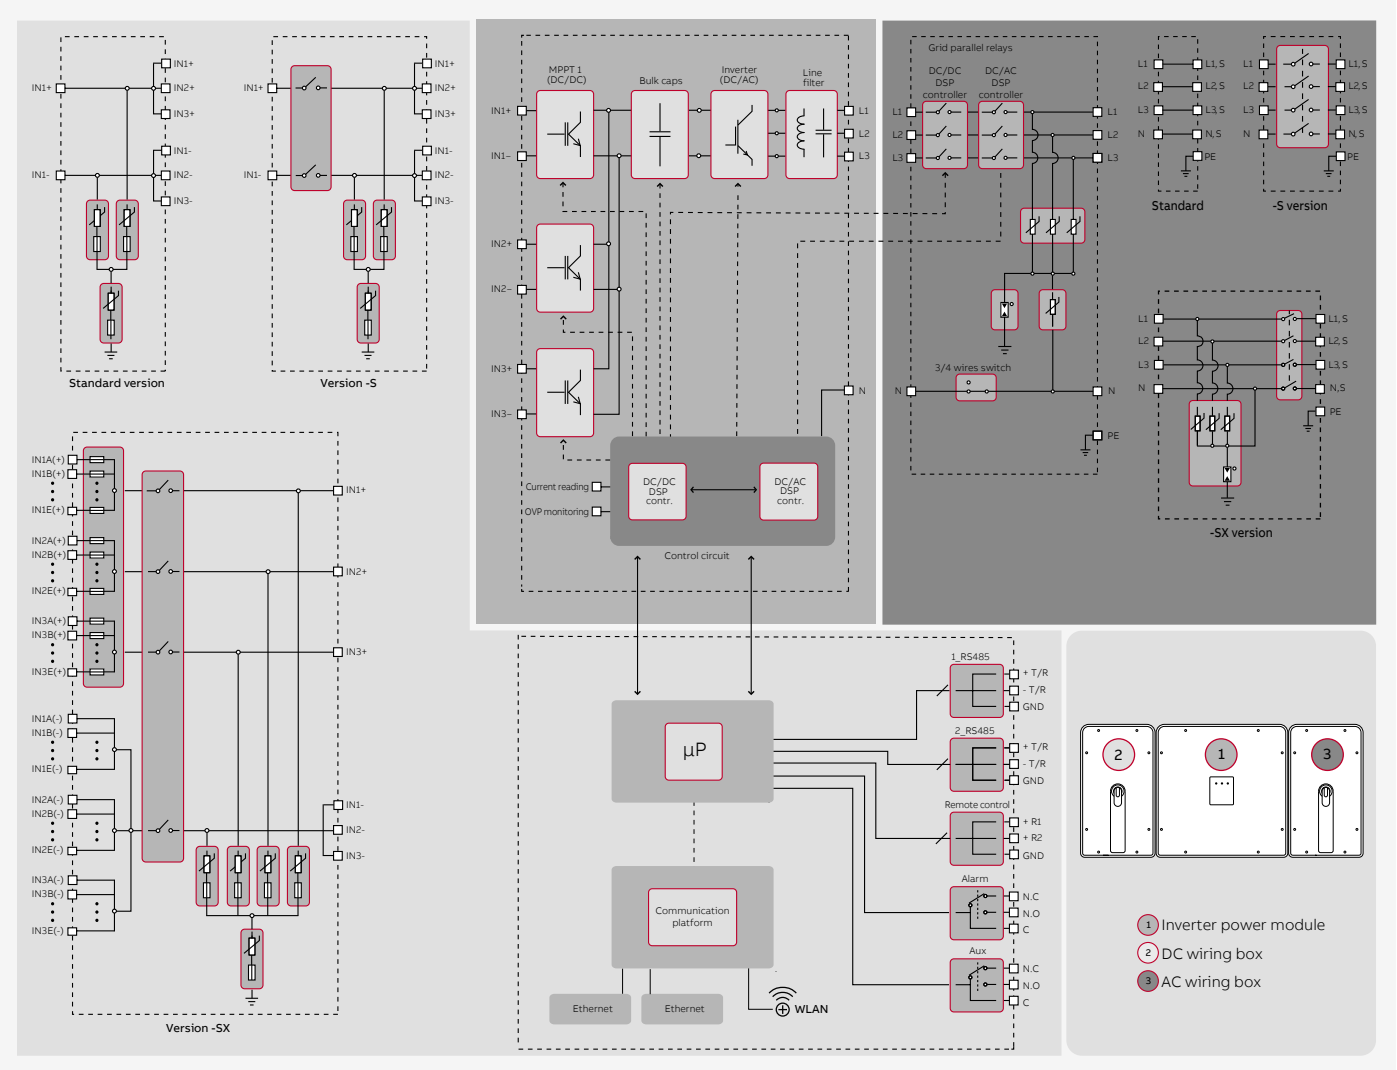 IN1+
IN1+
IN2+
IN3+
IN1-
IN1-
IN2-
IN3-
Standard version
IN1+
IN1+
IN2+
IN3+
IN1-
IN1-
IN2-
IN3-
Version -S
IN1A(+)
IN1B(+)
IN1E(+)
IN2A(+)
IN2B(+)
IN2E(+)
IN3A(+)
IN3B(+)
IN3E(+)
IN1A(-)
IN1B(-)
IN1E(-)
IN2A(-)
IN2B(-)
IN2E(-)
IN3A(-)
IN3B(-)
IN3E(-)
IN1+
IN2+
IN3+
IN1-
IN2-
IN3-
Version -SX
MPPT 1
(DC/DC)
Bulk caps
Inverter
(DC/AC)
Line
filter
IN1+
IN1–
IN2+
IN2–
IN3+
IN3–
L1
L2
L3
N
Current reading
OVP monitoring
DC/DC
DSP
contr.
DC/AC
DSP
contr.
Control circuit
Grid parallel relays
DC/DC
DSP
controller
DC/AC
DSP
controller
L1
L2
L3
L1
L2
L3
3/4 wires switch
N
N
PE
L1
L2
L3
N
L1, S
L2, S
L3, S
N, S
PE
Standard
L1
L2
L3
N
L1, S
L2, S
L3, S
N, S
PE
-S version
L1
L2
L3
N
L1, S
L2, S
L3, S
N, S
PE
-SX version
µP
Communication
platform
Ethernet
Ethernet
WLAN
1_RS485
+ T/R
- T/R
GND
2_RS485
+ T/R
- T/R
GND
Remote control
+ R1
+ R2
GND
Alarm
N.C
N.O
C
Aux
N.C
N.O
C
2
1
3
1 Inverter power module
2 DC wiring box
3 AC wiring box